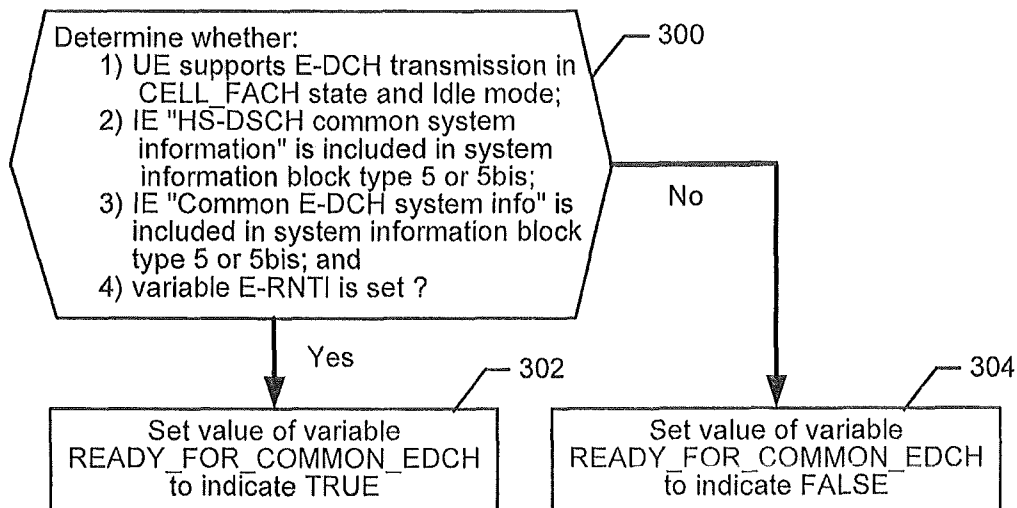 Determine whether:
1) UE supports E-DCH transmission in
CELL_FACH state and Idle mode;
2) IE "HS-DSCH common system
information" is included in system
information block type 5 or 5bis;
3) IE "Common E-DCH system info" is
included in system information block
type 5 or 5bis; and
4) variable E-RNTI is set ?
300
No
Yes
302
304
Set value of variable
READY_FOR_COMMON_EDCH
to indicate TRUE
Set value of variable
READY_FOR_COMMON_EDCH
to indicate FALSE